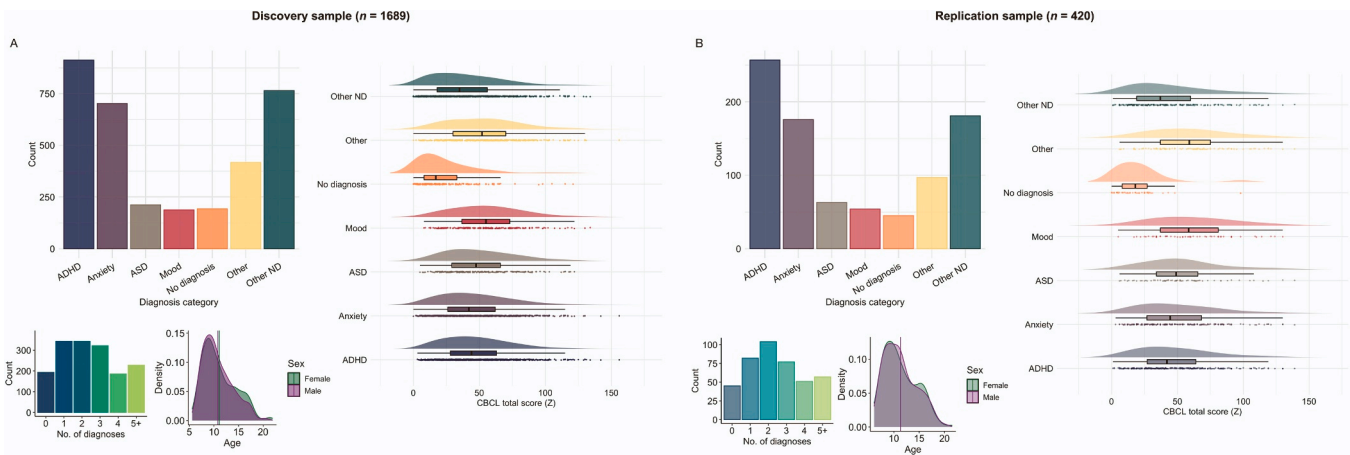 Discovery sample (n = 1689)
Replication sample (n = 420)
A
Count
750
500
250
0
ADHD
Anxiety
ASD
Mood
No diagnosis
Other
Other ND
Diagnosis category
Other ND
Other
No diagnosis
Mood
ASD
Anxiety
ADHD
0
50
100
150
CBCL total score (Z)
Count
300
200
100
0
0
1
2
3
4
5+
No. of diagnoses
Density
0.15
0.10
0.05
0.00
5
10
15
20
Age
Sex
Female
Male
B
Count
200
100
0
ADHD
Anxiety
ASD
Mood
No diagnosis
Other
Other ND
Diagnosis category
Other ND
Other
No diagnosis
Mood
ASD
Anxiety
ADHD
0
50
100
150
CBCL total score (Z)
Count
100
75
50
25
0
0
1
2
3
4
5+
No. of diagnoses
Density
0.10
0.05
0.00
10
15
20
Age
Sex
Female
Male